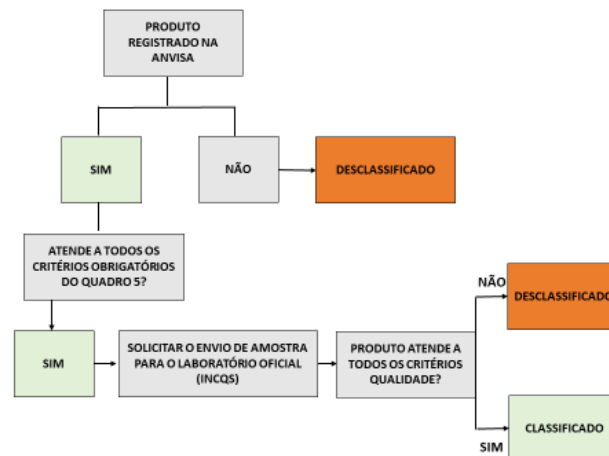 PRODUTO
REGISTRADO NA
ANVISA
SIM
NÃO
DESCLASSIFICADO
ATENDE A TODOS OS
CRITÉRIOS OBRIGATÓRIOS
DO QUADRO 5?
SIM
SOLICITAR O ENVIO DE AMOSTRA
PARA O LABORATÓRIO OFICIAL
(INCQS)
PRODUTO ATENDE A
TODOS OS CRITÉRIOS
QUALIDADE?
NÃO
DESCLASSIFICADO
SIM
CLASSIFICADO